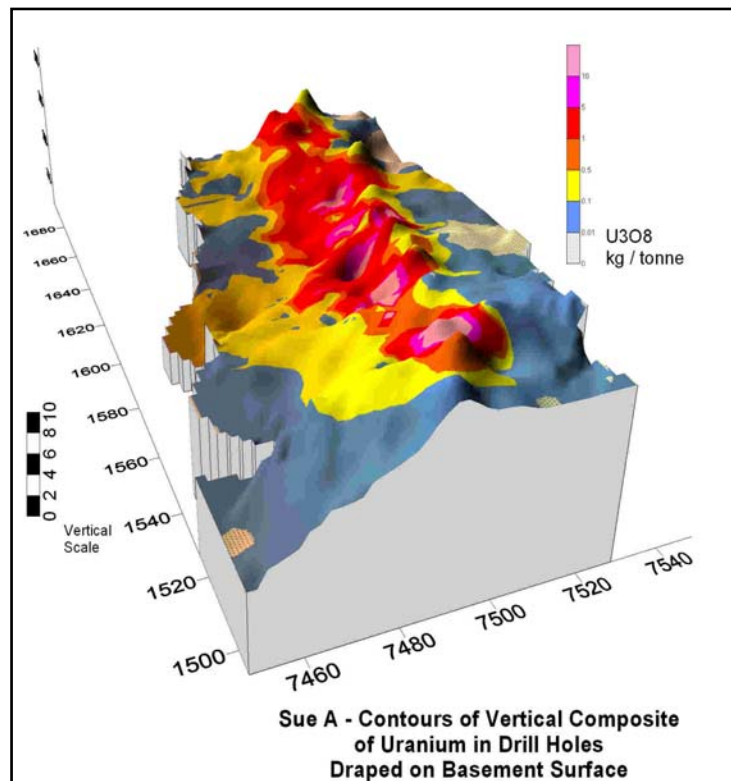 10
5
1
0.5
0.1
0.01
0
U3O8
kg / tonne
1680
1660
1640
1620
1600
1580
1560
1540
1520
1500
0 2 4 6 8 10
Vertical
Scale
7460
7480
7500
7520
7540
Sue A - Contours of Vertical Composite
of Uranium in Drill Holes
Draped on Basement Surface